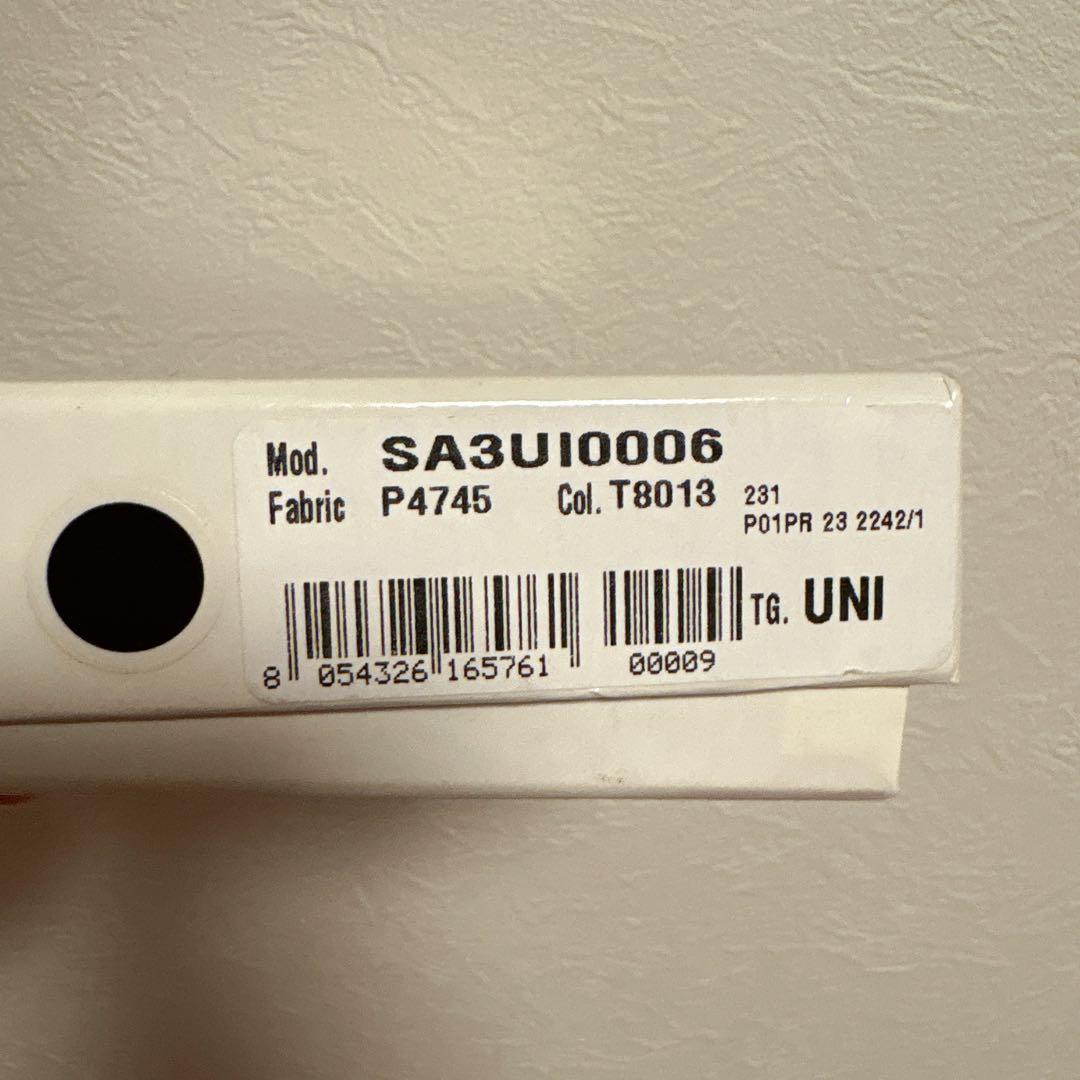 Mod. SA3UI0006
Fabric P4745 Col. T8013 231
P01PR 23 2242/1
TG. UNI
8 054326 165761 00009